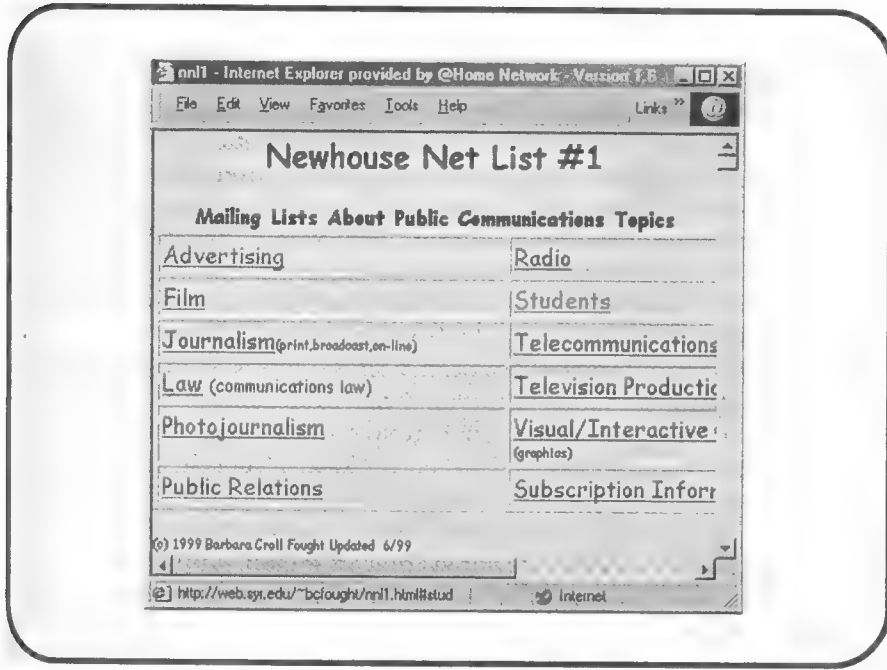 nnl1 - Internet Explorer provided by @Home Network - Version 1.6
File Edit View Favorites Tools Help Links »
Newhouse Net List #1
Mailing Lists About Public Communications Topics
Advertising Radio
Film Students
Journalism(print,broadcast,on-line) Telecommunications
Law (communications law) Television Productic
Photojournalism Visual/Interactive
(graphics)
Public Relations Subscription Inforr
(c) 1999 Barbara Croll Fought Updated 6/99
http://web.syr.edu/~bcfought/nnl1.html#stud Internet